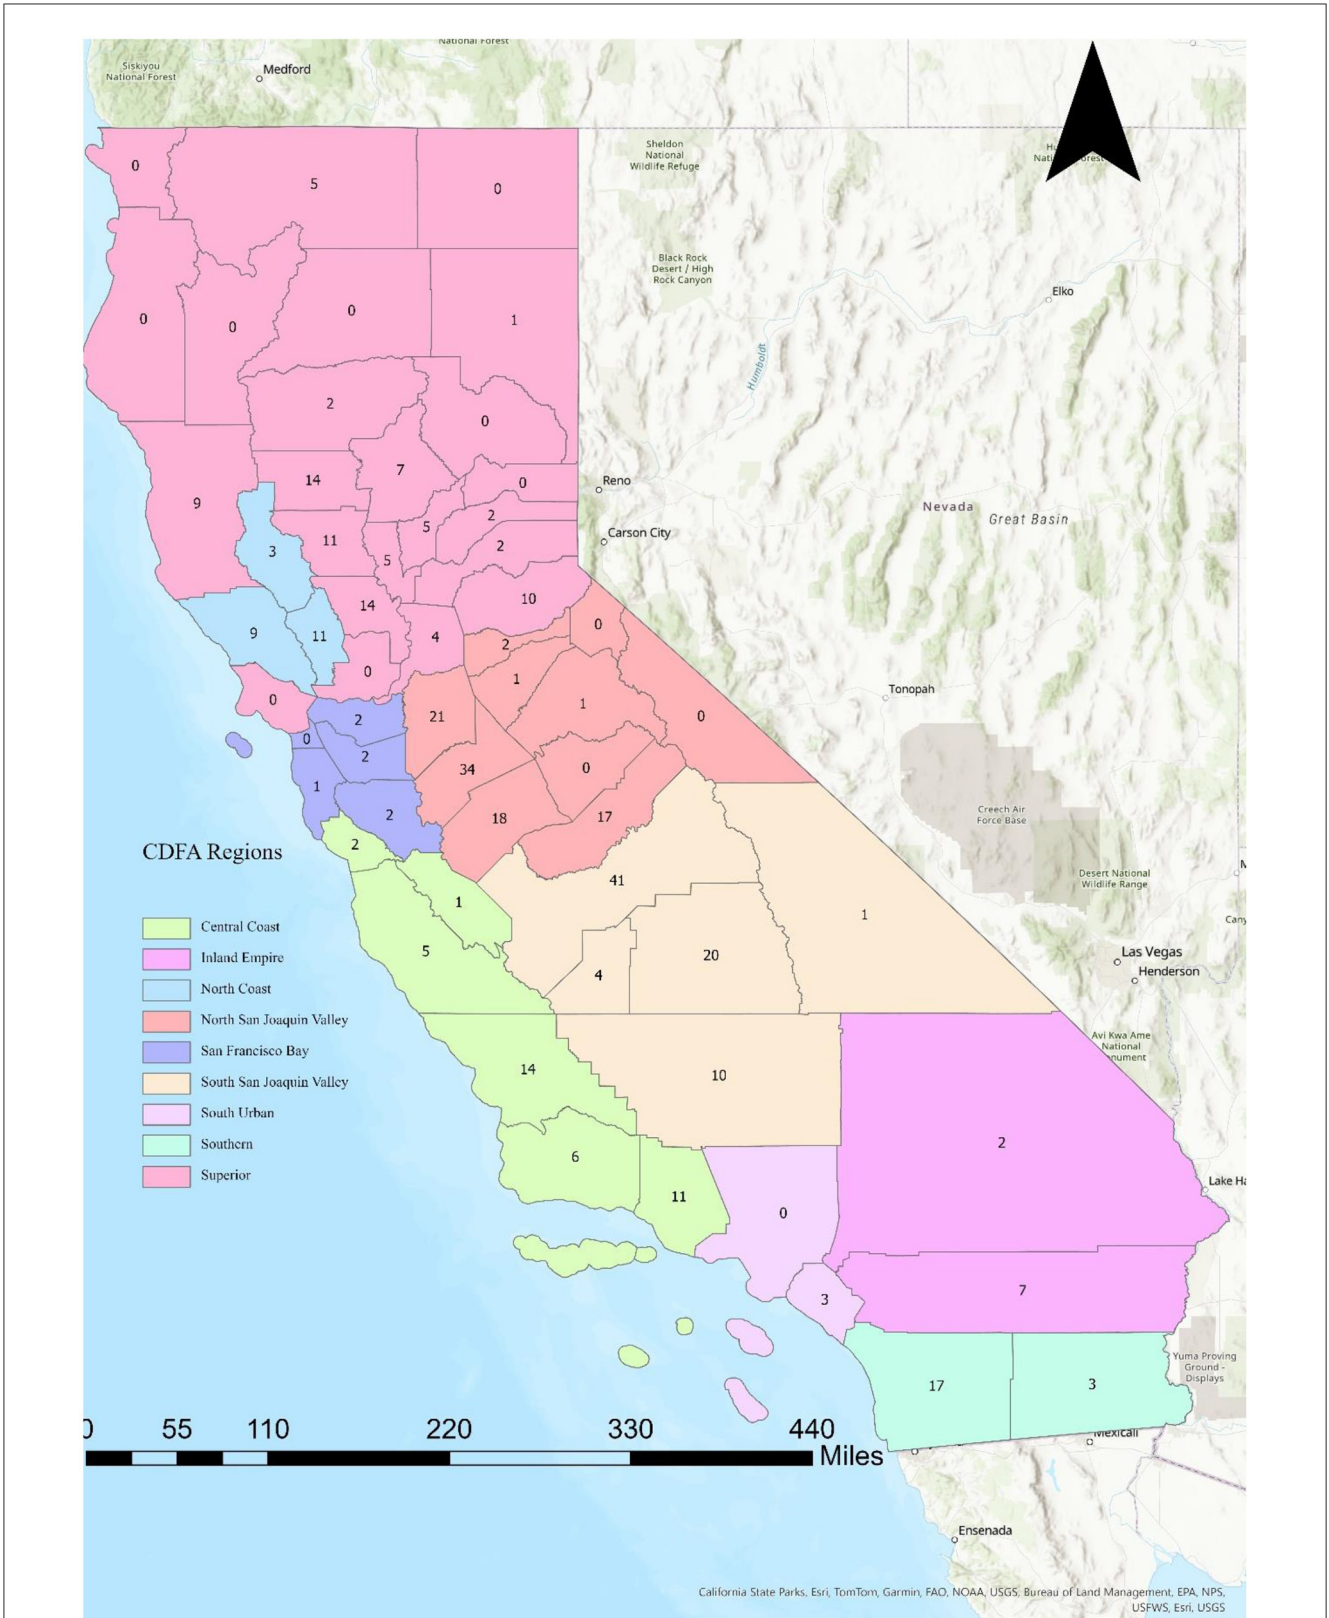 National Forest
Siskiyou
National Forest
Medford
Sheldon
National
Wildlife Refuge
0
5
0
Black Rock
Desert / High
Rock Canyon
Elko
0
0
0
1
Humboldt
2
0
7
Reno
14
0
9
Nevada
Great Basin
2
5
Carson City
11
2
3
5
10
14
0
9
11
4
2
0
1
0
Tonopah
1
21
0
2
0
2
34
0
1
Creech Air
Force Base
2
18
17
2
CDFA Regions
Desert National
Wildlife Range
41
1
1
Central Coast
5
20
Las Vegas
Inland Empire
4
Henderson
North Coast
North San Joaquin Valley
Avi Kwa Ame
National
San Francisco Bay
14
10
South San Joaquin Valley
South Urban
2
Southern
6
Superior
11
0
7
3
Yuma Proving
Ground -
Displays
17
3
0 55 110 220 330 440
Miles
Mexicali
Ensenada
California State Parks, Esri, TomTom, Garmin, FAO, NOAA, USGS, Bureau of Land Management, EPA, NPS,
USFWS, Esri, USGS